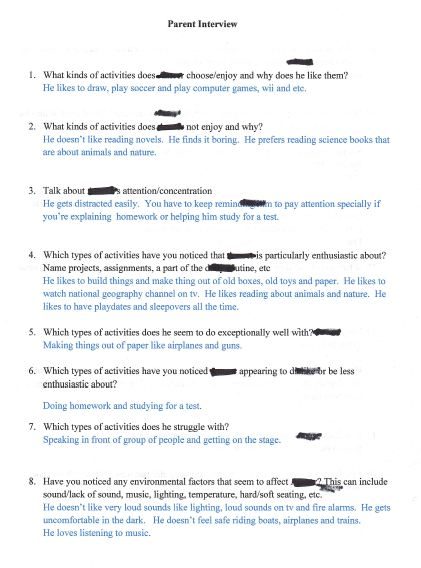 Parent Interview
1. What kinds of activities does choose/enjoy and why does he like them?
He likes to draw, play soccer and play computer games, wii and etc.
2. What kinds of activities does not enjoy and why?
He doesn't like reading novels. He finds it boring. He prefers reading science books that
are about animals and nature.
3. Talk about s attention/concentration
He gets distracted easily. You have to keep to pay attention specially if
you're explaining homework or helping him study for a test.
4. Which types of activities have you noticed that is particularly enthusiastic about?
Name projects, assignments, a part of the etc
He likes to build things and make thing out of old boxes, old toys and paper. He likes to
watch national geography channel on tv. He likes reading about animals and nature. He
likes to have playdates and sleepovers all the time.
5. Which types of activities does he seem to do exceptionally well with?
Making things out of paper like airplanes and guns.
6. Which types of activities have you noticed appearing to or be less
enthusiastic about?
Doing homework and studying for a test.
7. Which types of activities does he struggle with?
Speaking in front of group of people and getting on the stage.
8. Have you noticed any environmental factors that seem to affect ? This can include
sound/lack of sound, music, lighting, temperature, hard/soft seating, etc.
He doesn't like very loud sounds like lighting, loud sounds on tv and fire alarms. He gets
uncomfortable in the dark. He doesn't feel safe riding boats, airplanes and trains.
He loves listening to music.